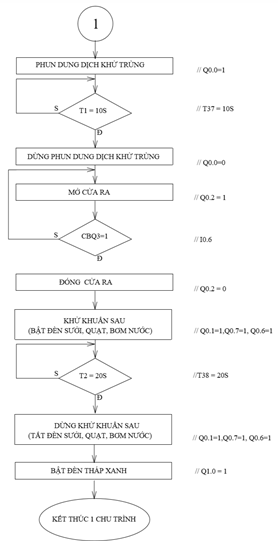 1
PHUN DUNG DỊCH KHỬ TRÙNG
// Q0.0=1
S
T1 = 10S
// T37 = 10S
Đ
DỪNG PHUN DUNG DỊCH KHỬ TRÙNG
// Q0.0=0
MỞ CỬA RA
// Q0.2 = 1
S
CBQ3=1
// I0.6
Đ
ĐÓNG CỬA RA
// Q0.2 = 0
KHỬ KHUẨN SAU
(BẬT ĐÈN SƯỞI, QUẠT, BƠM NƯỚC)
// Q0.1=1,Q0.7=1, Q0.6=1
S
T2 = 20S
//T38 = 20S
Đ
DỪNG KHỬ KHUẨN SAU
(TẮT ĐÈN SƯỞI, QUẠT, BƠM NƯỚC)
// Q0.1=1,Q0.7=1, Q0.6=1
BẬT ĐÈN THÁP XANH
// Q1.0 = 1
KẾT THÚC 1 CHU TRÌNH